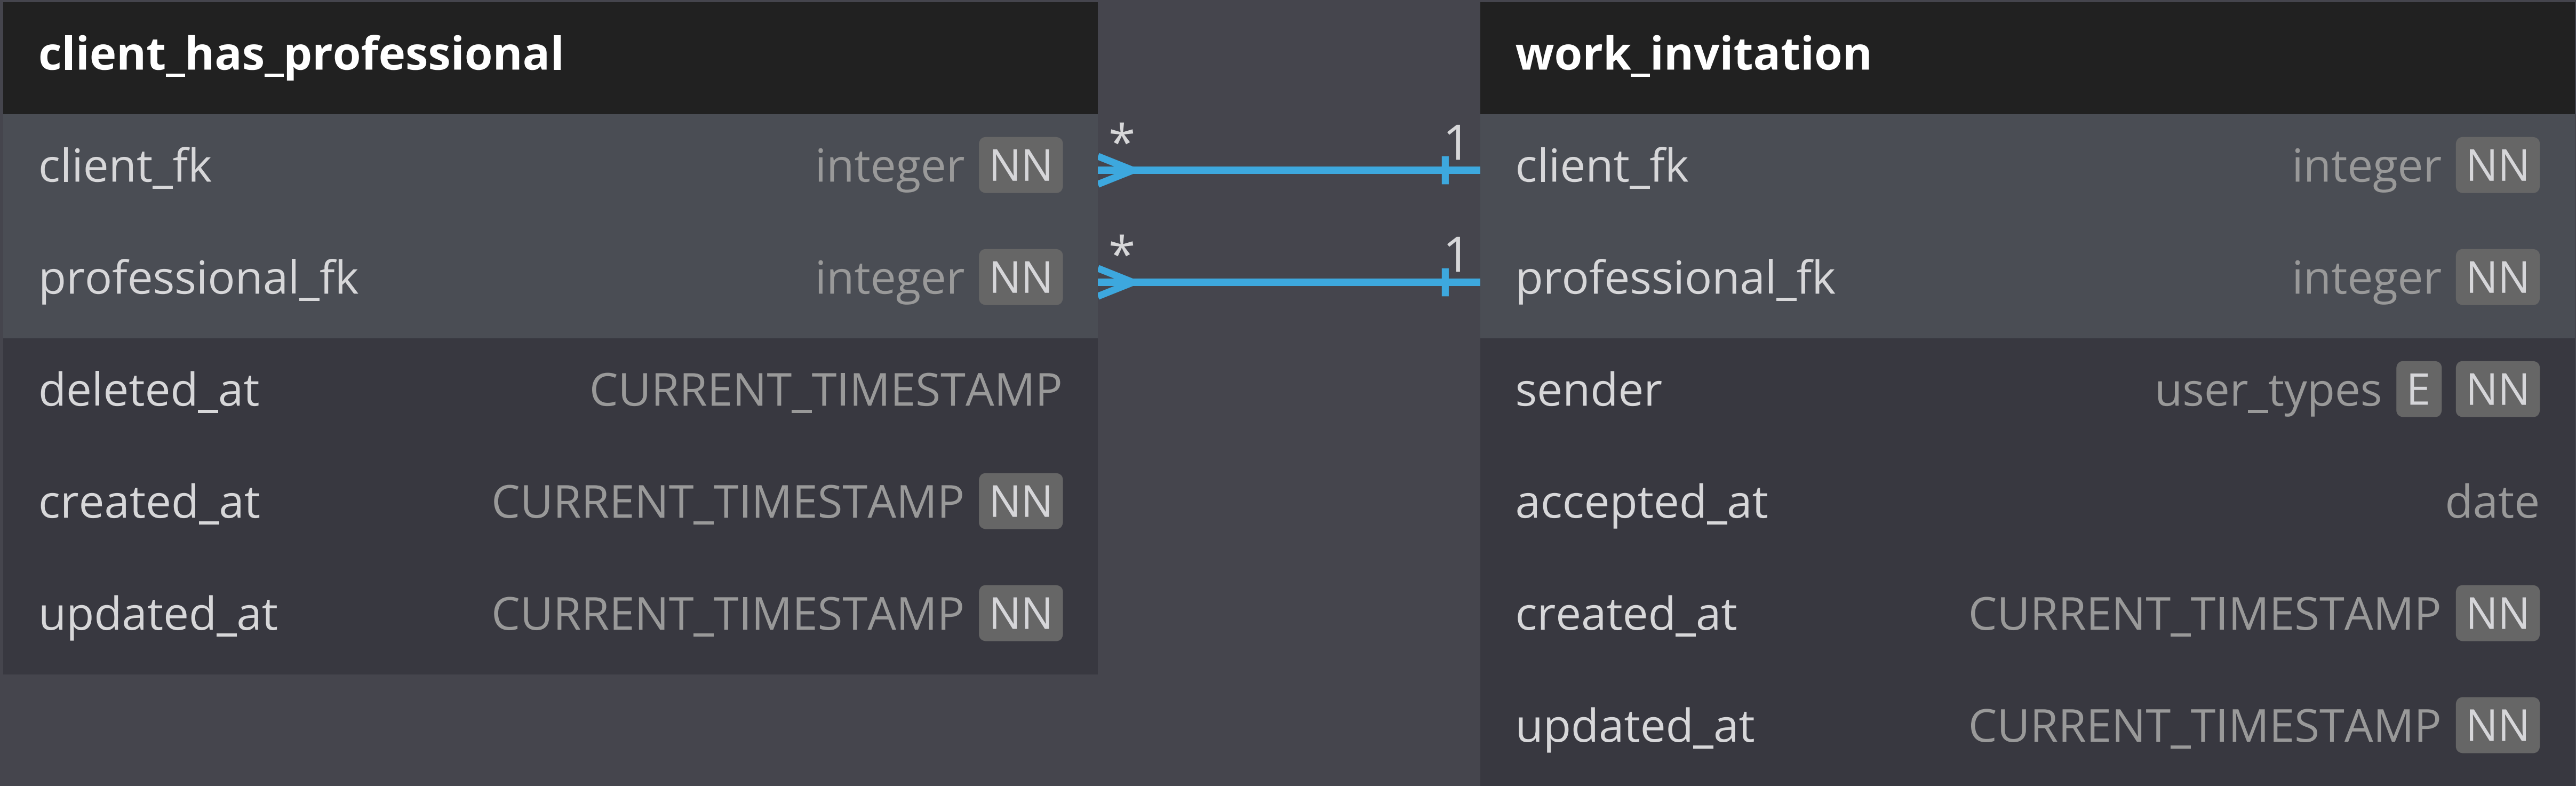 client_has_professional
client_fk integer NN
professional_fk integer NN
deleted_at CURRENT_TIMESTAMP
created_at CURRENT_TIMESTAMP NN
updated_at CURRENT_TIMESTAMP NN
* 1
* 1
work_invitation
client_fk integer NN
professional_fk integer NN
sender user_types E NN
accepted_at date
created_at CURRENT_TIMESTAMP NN
updated_at CURRENT_TIMESTAMP NN